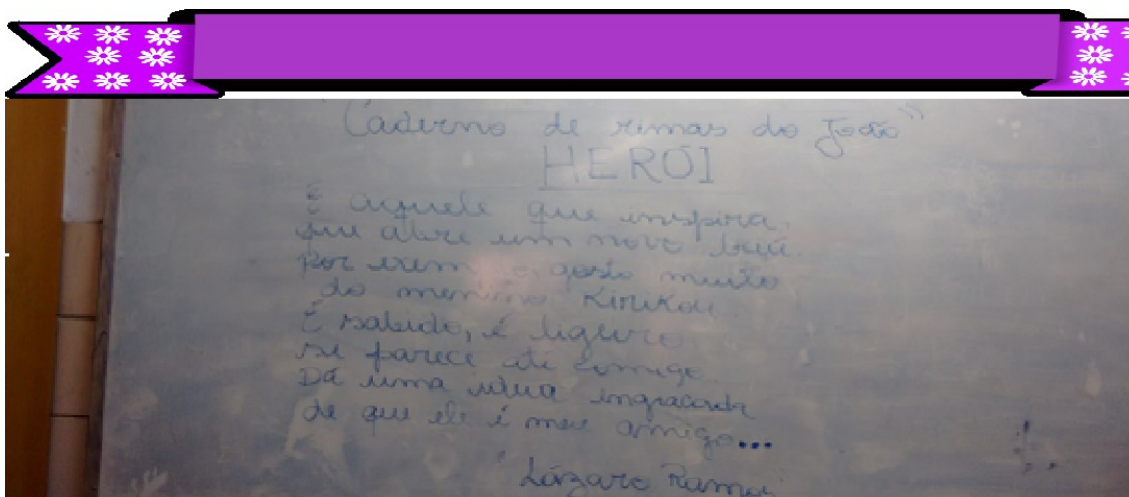 "Caderno de rimas do João"
HERÓI
É aquele que inspira,
que abre um novo baú.
Por exemplo, gosto muito
do menino Kirikou.
É sabido, é ligeiro
se parece até comigo.
Dá uma ideia engraçada
de que ele é meu amigo...
Lázaro Ramos